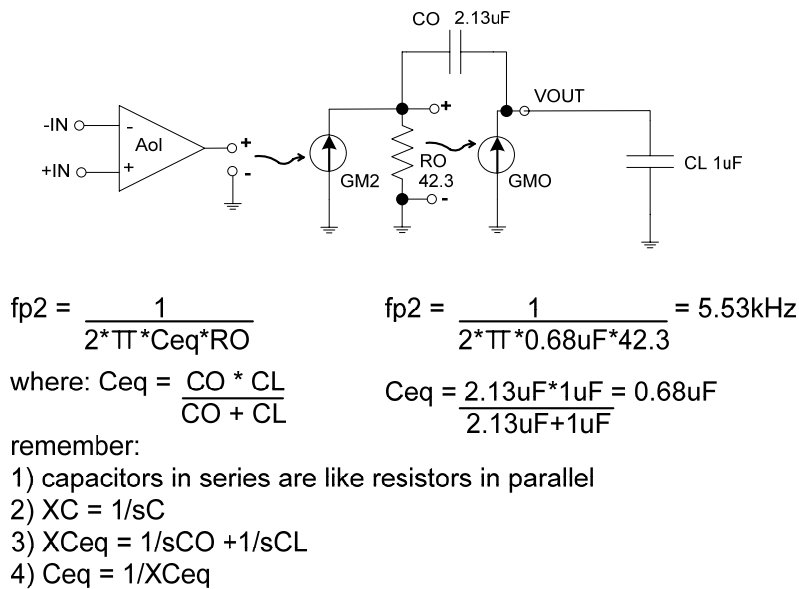 CO 2.13uF
VOUT
-IN
- Aol +
+IN
+
-
+
RO
42.3
-
GM2
GMO
CL 1uF
fp2 = 1
2*π*Ceq*RO
fp2 = 1 = 5.53kHz
2*π*0.68uF*42.3
where: Ceq = CO * CL
CO + CL
Ceq = 2.13uF*1uF = 0.68uF
2.13uF+1uF
remember:
1) capacitors in series are like resistors in parallel
2) XC = 1/sC
3) XCeq = 1/sCO +1/sCL
4) Ceq = 1/XCeq